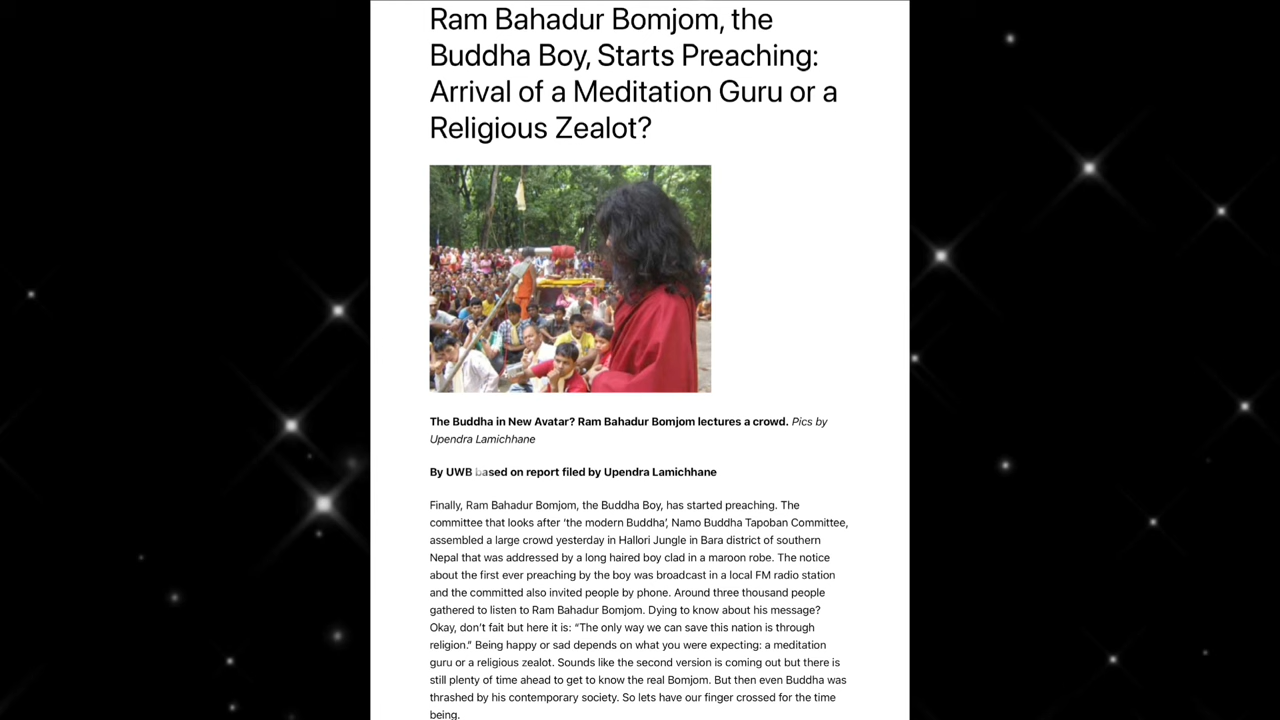 Ram Bahadur Bomjom, the
Buddha Boy, Starts Preaching:
Arrival of a Meditation Guru or a
Religious Zealot?
The Buddha in New Avatar? Ram Bahadur Bomjom lectures a crowd. Pics by
Upendra Lamichhane
By UWB based on report filed by Upendra Lamichhane
Finally, Ram Bahadur Bomjom, the Buddha Boy, has started preaching. The
committee that looks after ‘the modern Buddha’, Namo Buddha Tapoban Committee,
assembled a large crowd yesterday in Hallori Jungle in Bara district of southern
Nepal that was addressed by a long haired boy clad in a maroon robe. The notice
about the first ever preaching by the boy was broadcast in a local FM radio station
and the committed also invited people by phone. Around three thousand people
gathered to listen to Ram Bahadur Bomjom. Dying to know about his message?
Okay, don’t fait but here it is: “The only way we can save this nation is through
religion.” Being happy or sad depends on what you were expecting: a meditation
guru or a religious zealot. Sounds like the second version is coming out but there is
still plenty of time ahead to get to know the real Bomjom. But then even Buddha was
thrashed by his contemporary society. So lets have our finger crossed for the time
being.